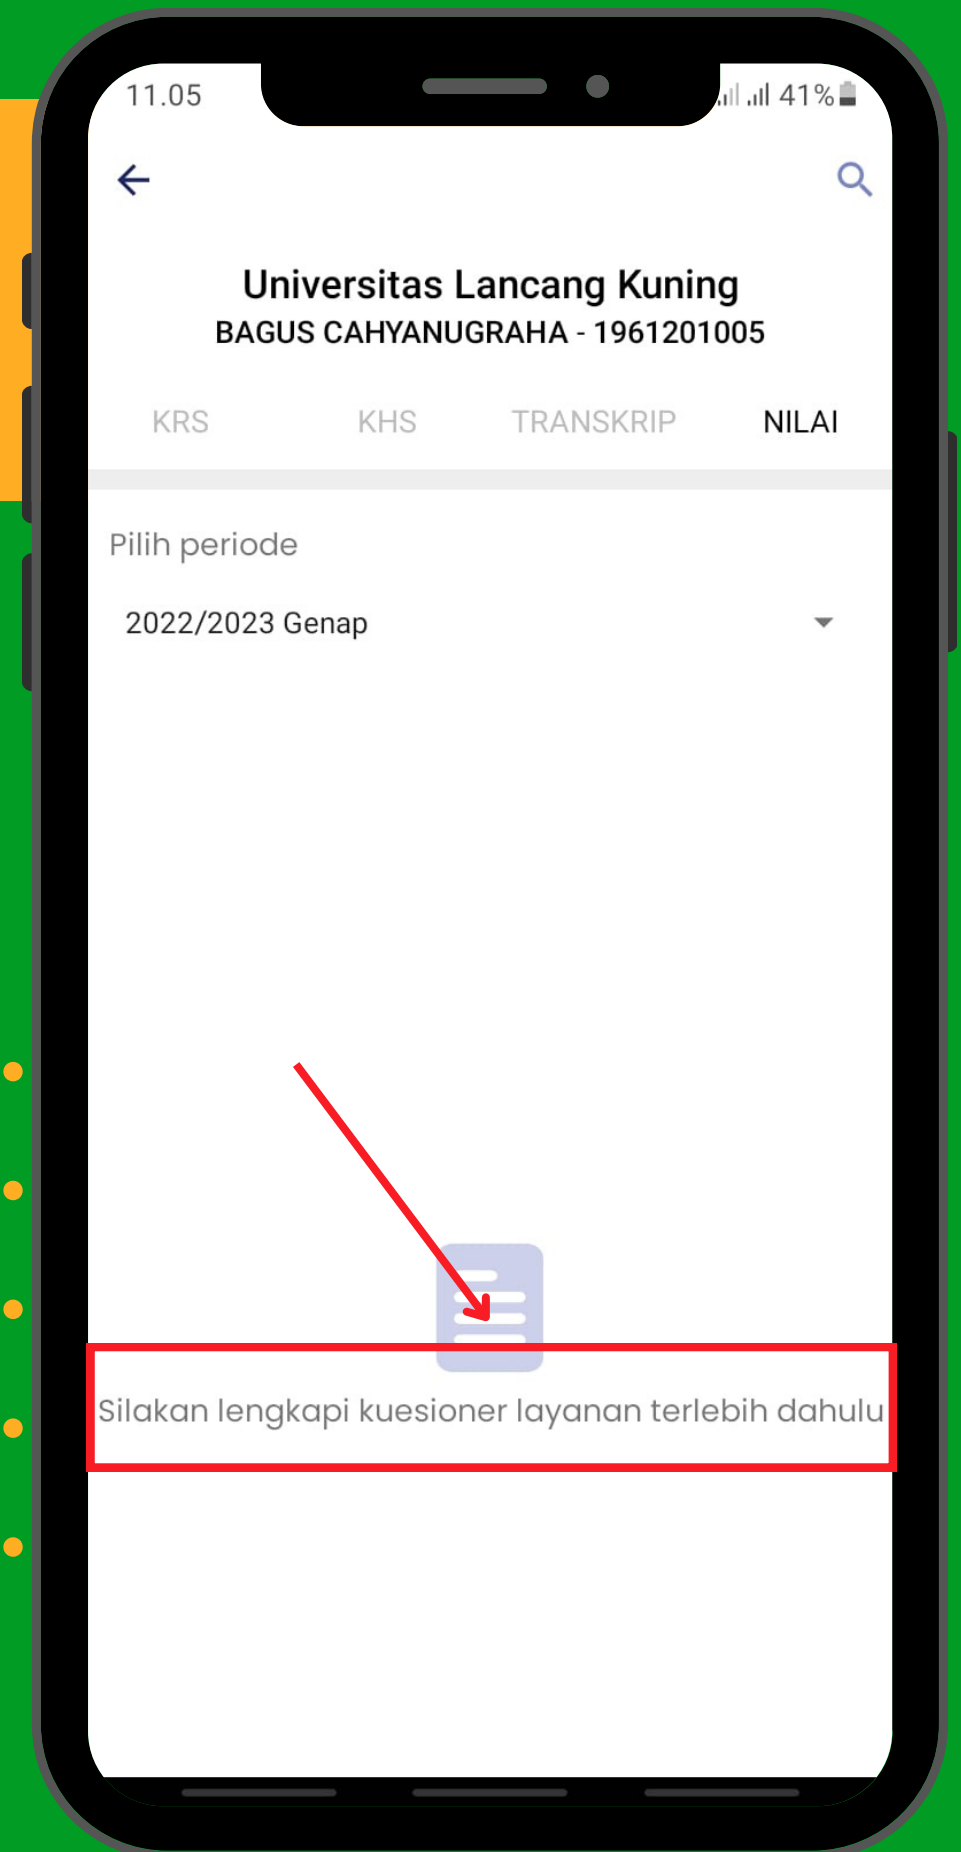 11.05
41%
Universitas Lancang Kuning
BAGUS CAHYANUGRAHA - 1961201005
KRS KHS TRANSKRIP NILAI
Pilih periode
2022/2023 Genap
Silakan lengkapi kuesioner layanan terlebih dahulu